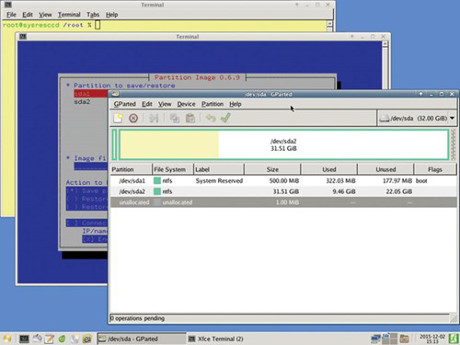 Terminal
File Edit View Terminal Tabs Help
root@sysresccd /root %
Terminal
Partition Image 0.6.9
* Partition to save/restore
sda1
sda2
* Image fi
Action to
Save pa
Restore
Restore
Connec
IP/name
/dev/sda - GParted
GParted Edit View Device Partition Help
/dev/sda (32.00 GiB)
/dev/sda2
31.51 GiB
Partition File System Label Size Used Unused Flags
/dev/sda1 ntfs System Reserved 500.00 MiB 322.03 MiB 177.97 MiB boot
/dev/sda2 ntfs 31.51 GiB 9.46 GiB 22.05 GiB
unallocated unallocated 1.00 MiB --- ---
0 operations pending
/dev/sda - GParted
Xfce Terminal (2)
2015-12-02
15:13